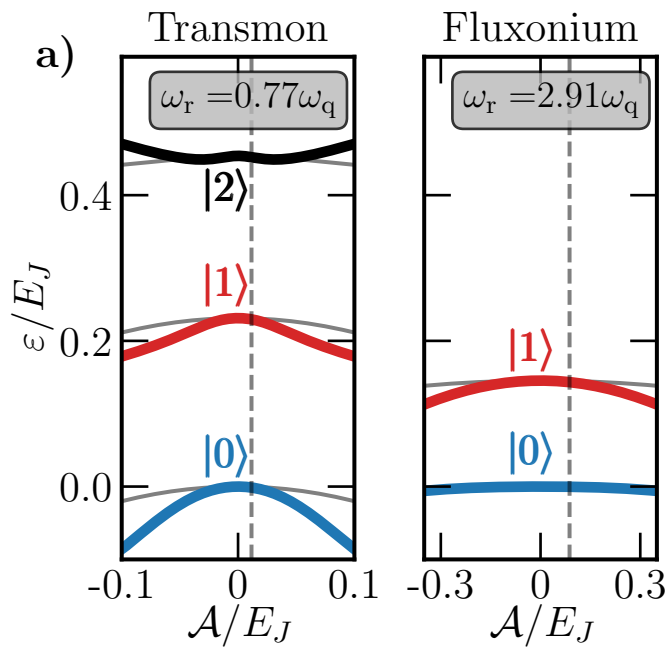 a)
Transmon
Fluxonium
ω_r =0.77ω_q
ω_r =2.91ω_q
ε/E_J
0.4
0.2
0.0
|2⟩
|1⟩
|0⟩
|1⟩
|0⟩
-0.1 0 0.1
-0.3 0 0.3
𝒜/E_J
𝒜/E_J